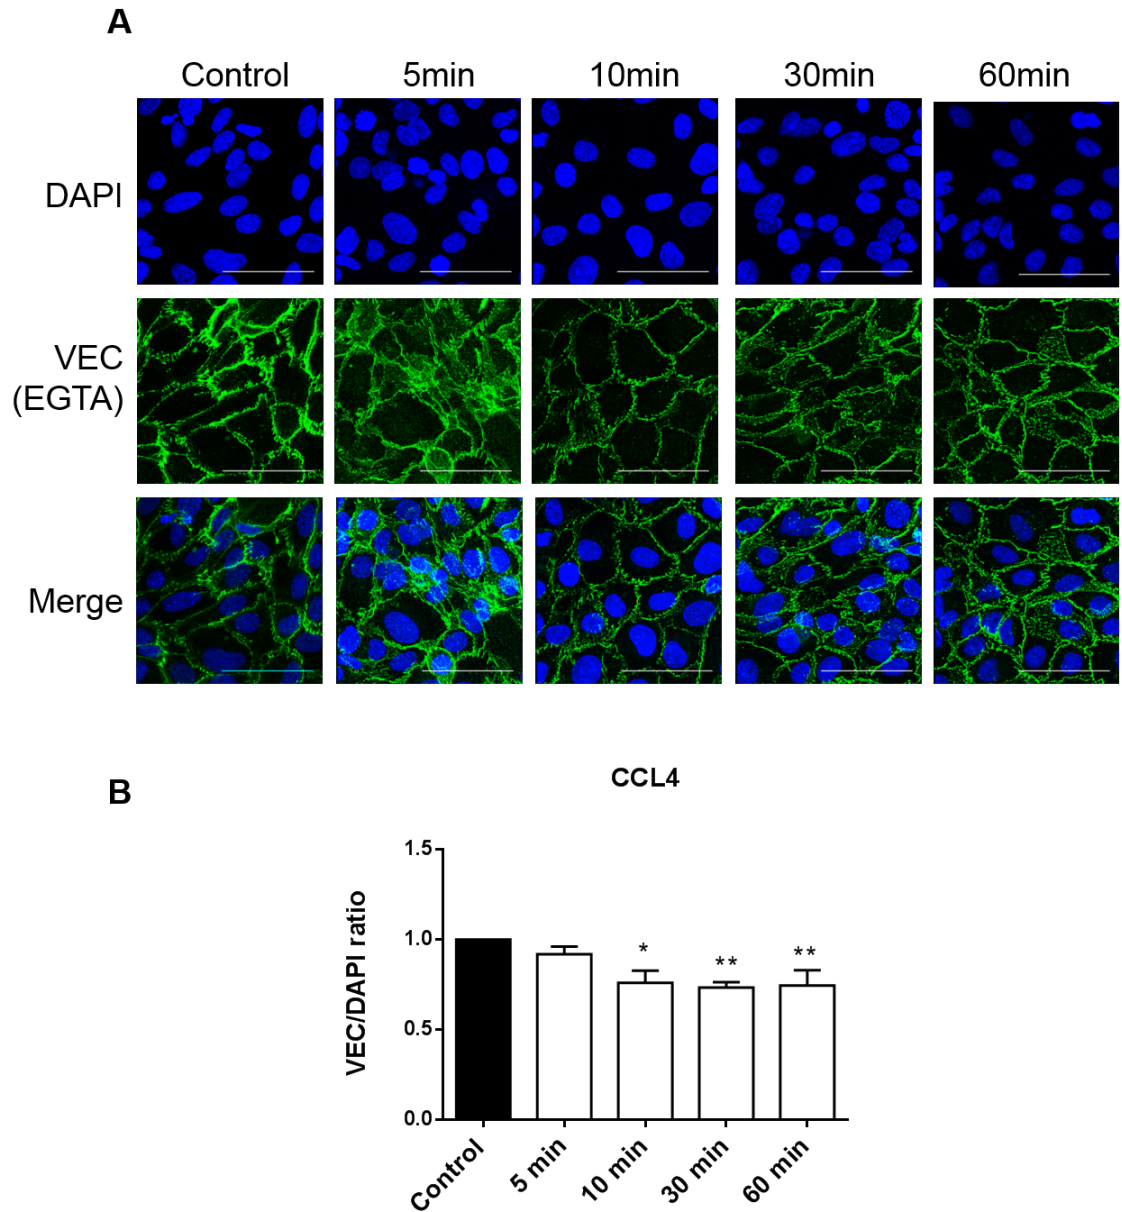 A
Control 5min 10min 30min 60min
DAPI
VEC
(EGTA)
Merge
B
CCL4
VEC/DAPI ratio
1.5
1.0
0.5
0.0
* ** **
Control 5 min 10 min 30 min 60 min